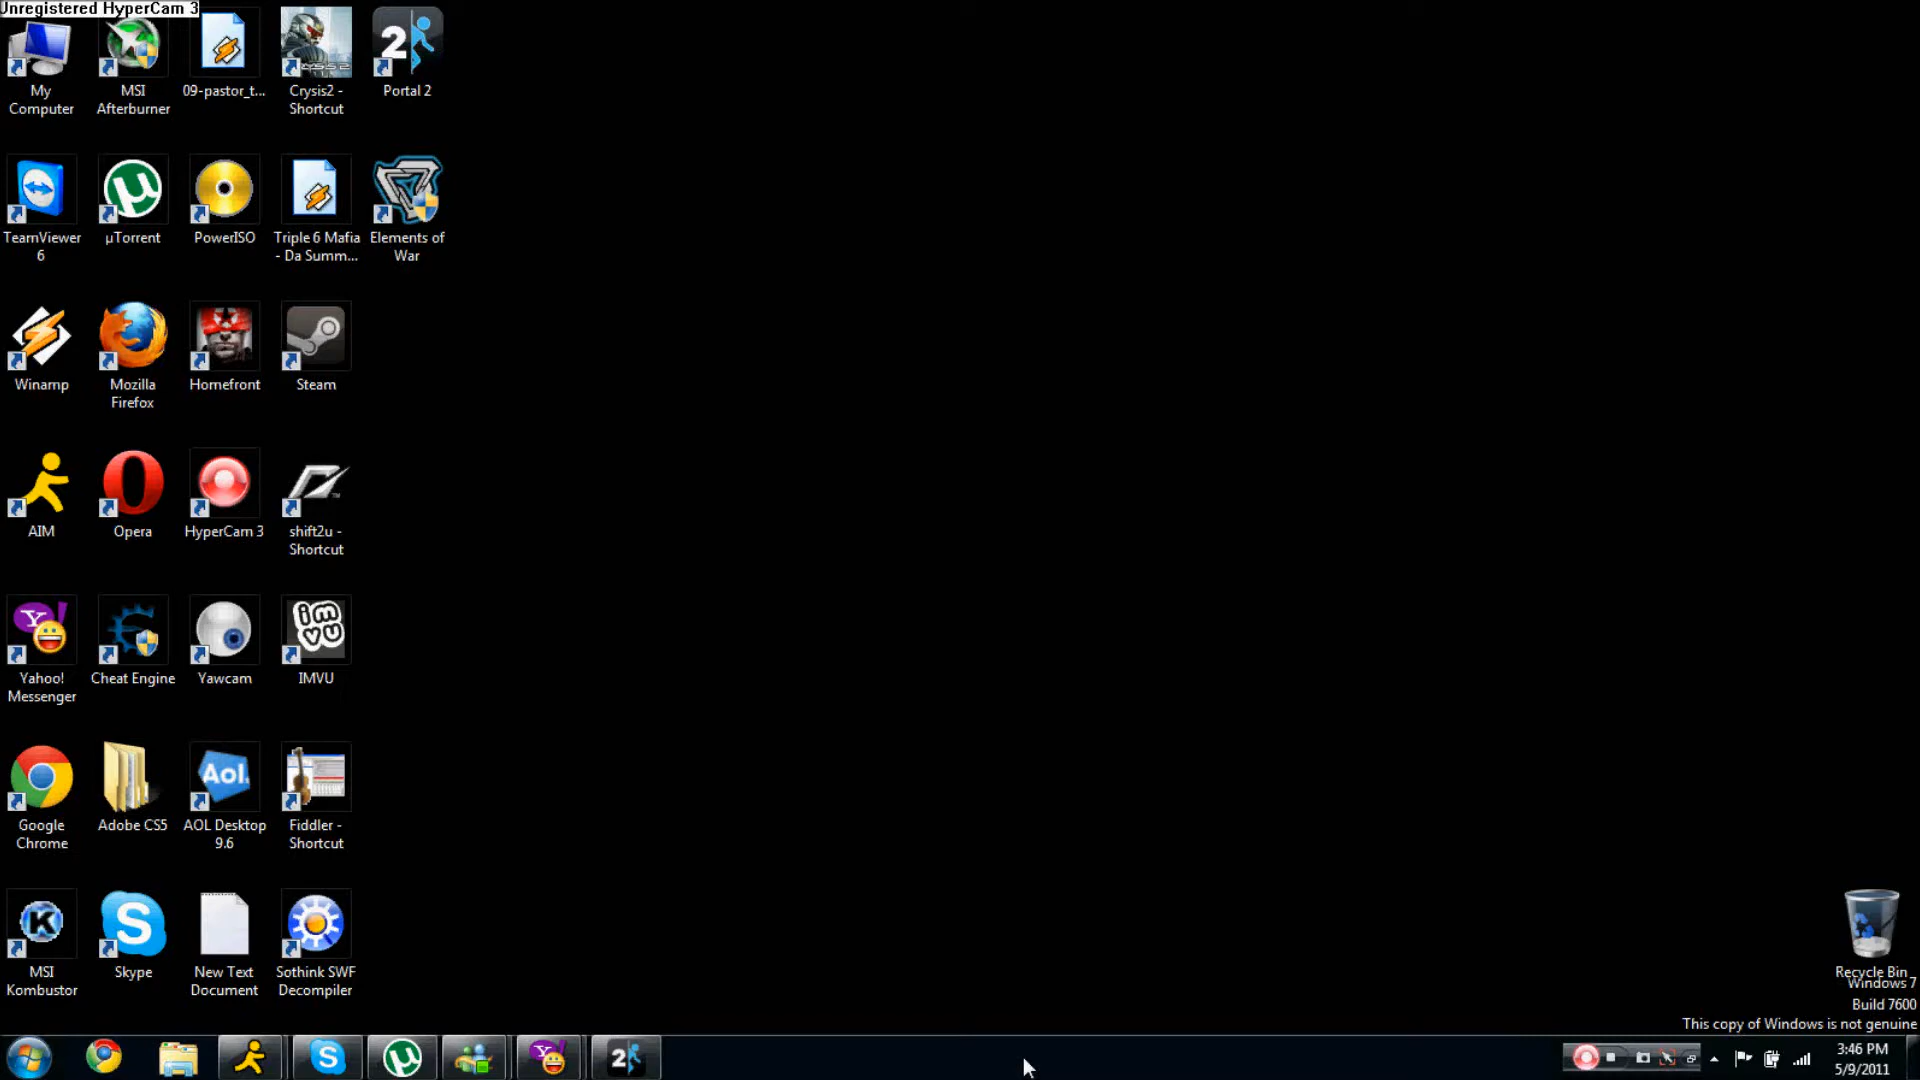 Unregistered HyperCam 3
My
Computer
MSI
Afterburner
09-pastor_t...
Crysis2 -
Shortcut
2
Portal 2
TeamViewer
6
µ
µTorrent
PowerISO
Triple 6 Mafia
- Da Summ...
Elements of
War
Winamp
Mozilla
Firefox
Homefront
Steam
AIM
Opera
HyperCam 3
shift2u -
Shortcut
Y!
Yahoo!
Messenger
Cheat Engine
Yawcam
imvu
IMVU
Google
Chrome
Adobe CS5
Aol.
AOL Desktop
9.6
Fiddler -
Shortcut
K
MSI
Kombustor
S
Skype
New Text
Document
Sothink SWF
Decompiler
Recycle Bin
Windows 7
Build 7600
This copy of Windows is not genuine
S
µ
Y!
2
3:46 PM
5/9/2011